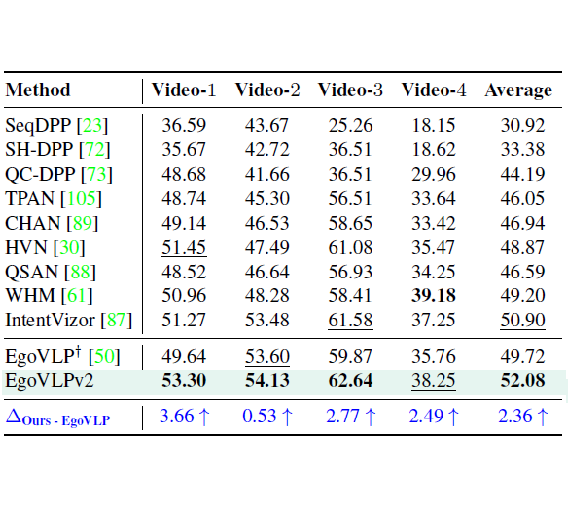 Method Video-1 Video-2 Video-3 Video-4 Average
SeqDPP [23] 36.59 43.67 25.26 18.15 30.92
SH-DPP [72] 35.67 42.72 36.51 18.62 33.38
QC-DPP [73] 48.68 41.66 36.51 29.96 44.19
TPAN [105] 48.74 45.30 56.51 33.64 46.05
CHAN [89] 49.14 46.53 58.65 33.42 46.94
HVN [30] 51.45 47.49 61.08 35.47 48.87
QSAN [88] 48.52 46.64 56.93 34.25 46.59
WHM [61] 50.96 48.28 58.41 39.18 49.20
IntentVizor [87] 51.27 53.48 61.58 37.25 50.90
EgoVLP† [50] 49.64 53.60 59.87 35.76 49.72
EgoVLPv2 53.30 54.13 62.64 38.25 52.08
ΔOurs - EgoVLP 3.66 ↑ 0.53 ↑ 2.77 ↑ 2.49 ↑ 2.36 ↑